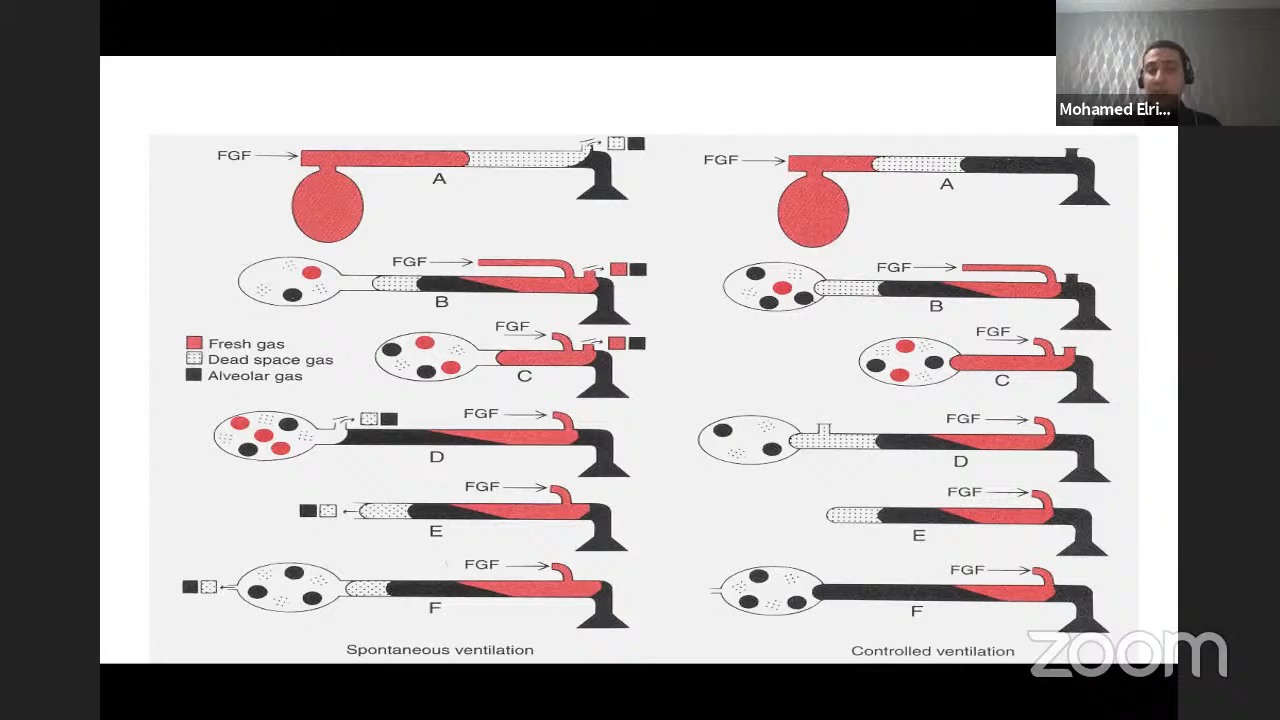 Mohamed Elri...
FGF
A
FGF
B
FGF
C
Fresh gas
Dead space gas
Alveolar gas
FGF
D
FGF
E
FGF
F
Spontaneous ventilation
FGF
A
FGF
B
FGF
C
FGF
D
FGF
E
FGF
F
Controlled ventilation
zoom